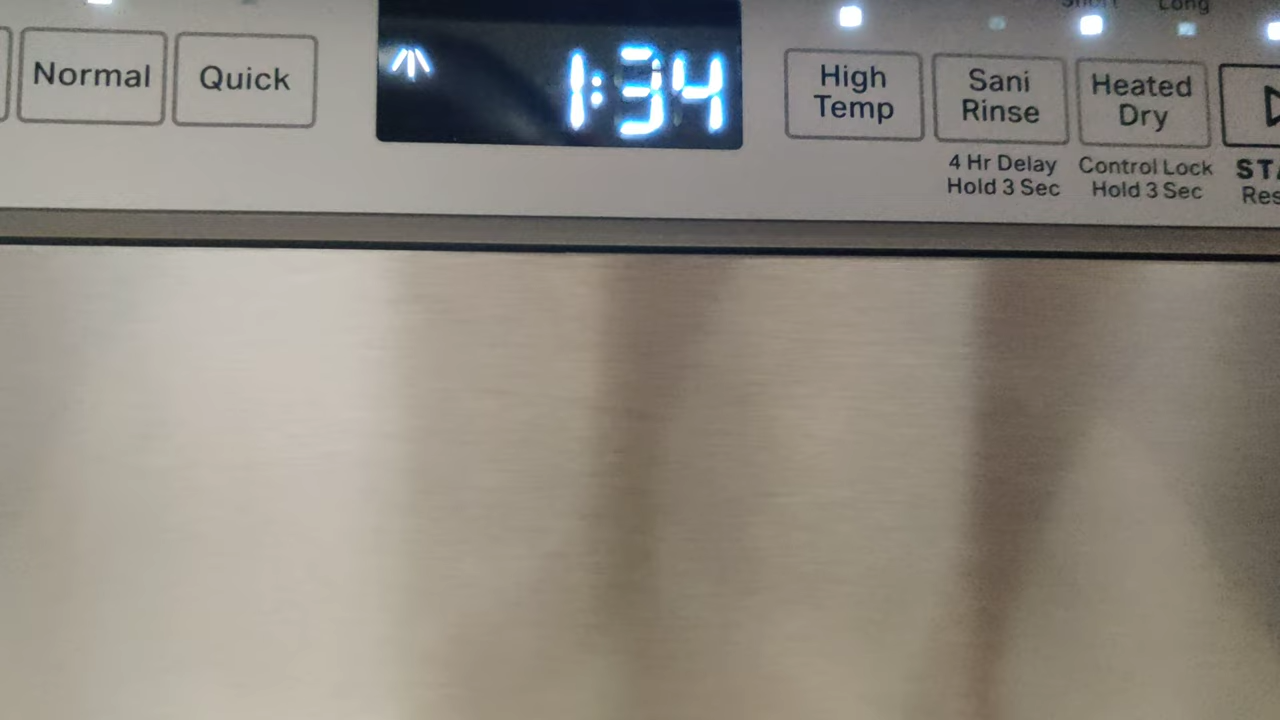 Short Long
Normal
Quick
1:34
High
Temp
Sani
Rinse
Heated
Dry
4 Hr Delay
Hold 3 Sec
Control Lock
Hold 3 Sec